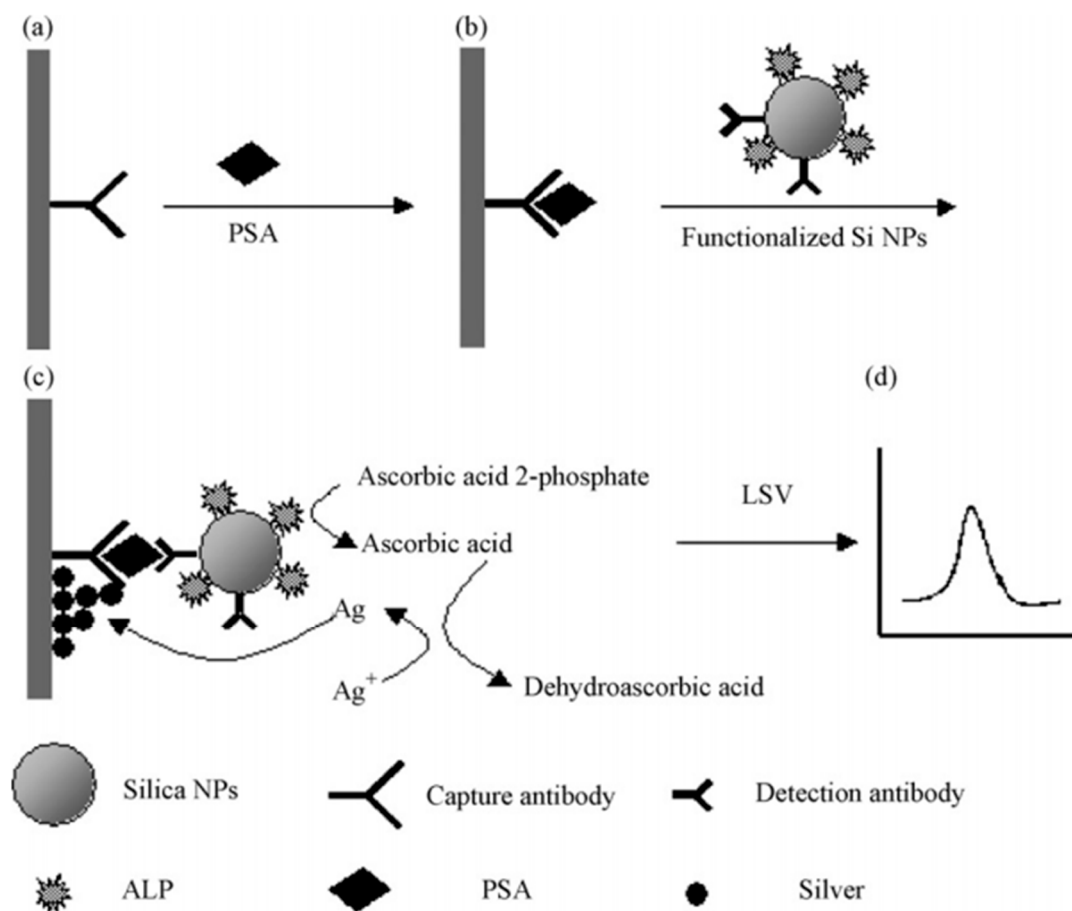 (a)
(b)
PSA
Functionalized Si NPs
(c)
(d)
Ascorbic acid 2-phosphate
LSV
Ascorbic acid
Ag
Ag⁺
Dehydroascorbic acid
Silica NPs
Capture antibody
Detection antibody
ALP
PSA
Silver